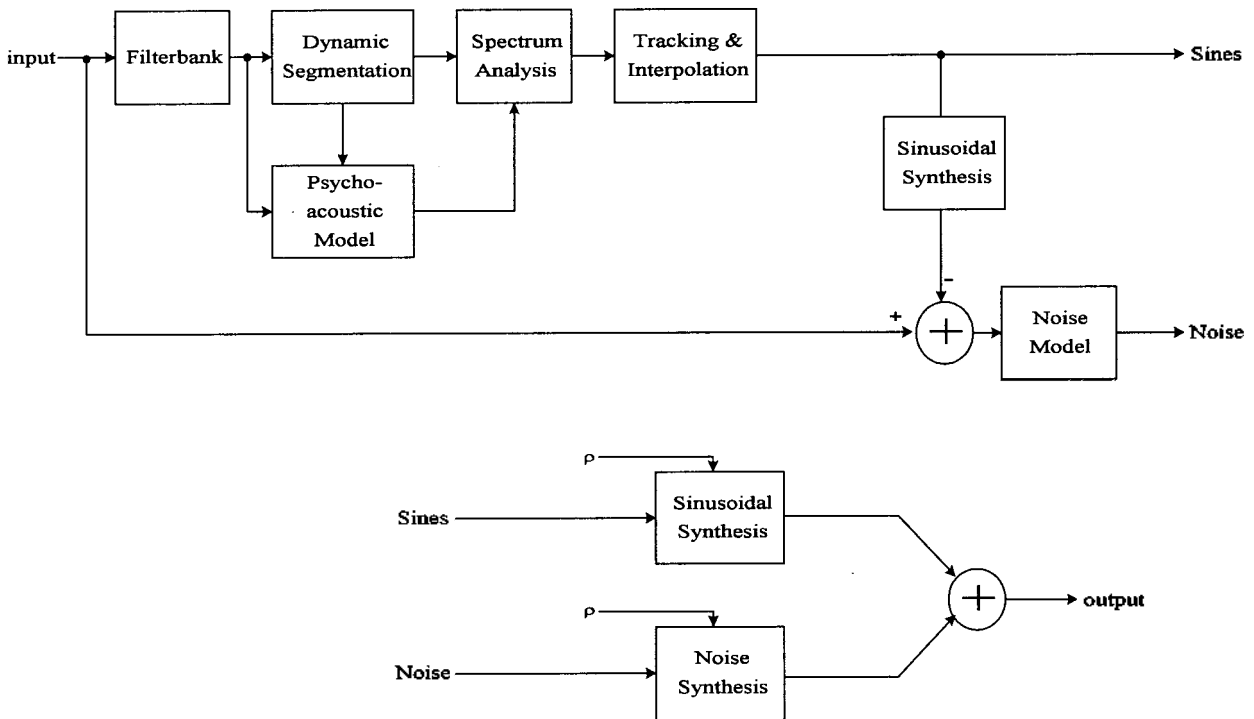 input
Filterbank
Dynamic
Segmentation
Spectrum
Analysis
Tracking &
Interpolation
Sines
Psycho-
acoustic
Model
Sinusoidal
Synthesis
-
+
+
Noise
Model
Noise
ρ
Sines
Sinusoidal
Synthesis
+
output
ρ
Noise
Noise
Synthesis